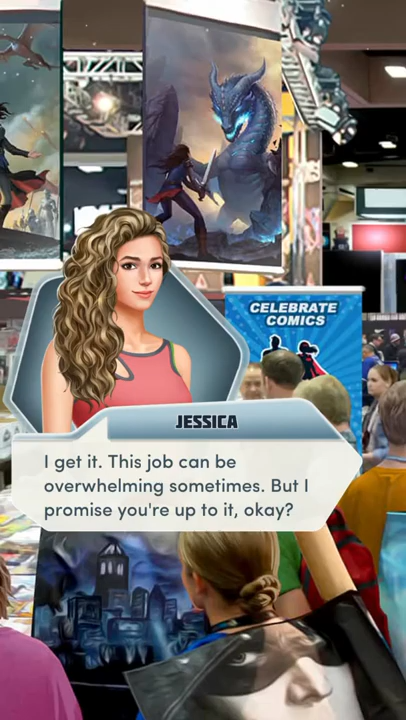 CELEBRATE
COMICS
JESSICA
I get it. This job can be
overwhelming sometimes. But I
promise you're up to it, okay?